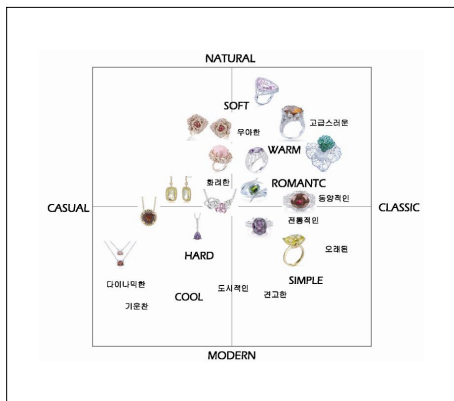 NATURAL
SOFT
고급스러운
우아한
WARM
화려한
ROMANTC
동양적인
CASUAL
CLASSIC
전통적인
오래된
HARD
SIMPLE
다이나믹한
도시적인
COOL
견고한
기운찬
MODERN